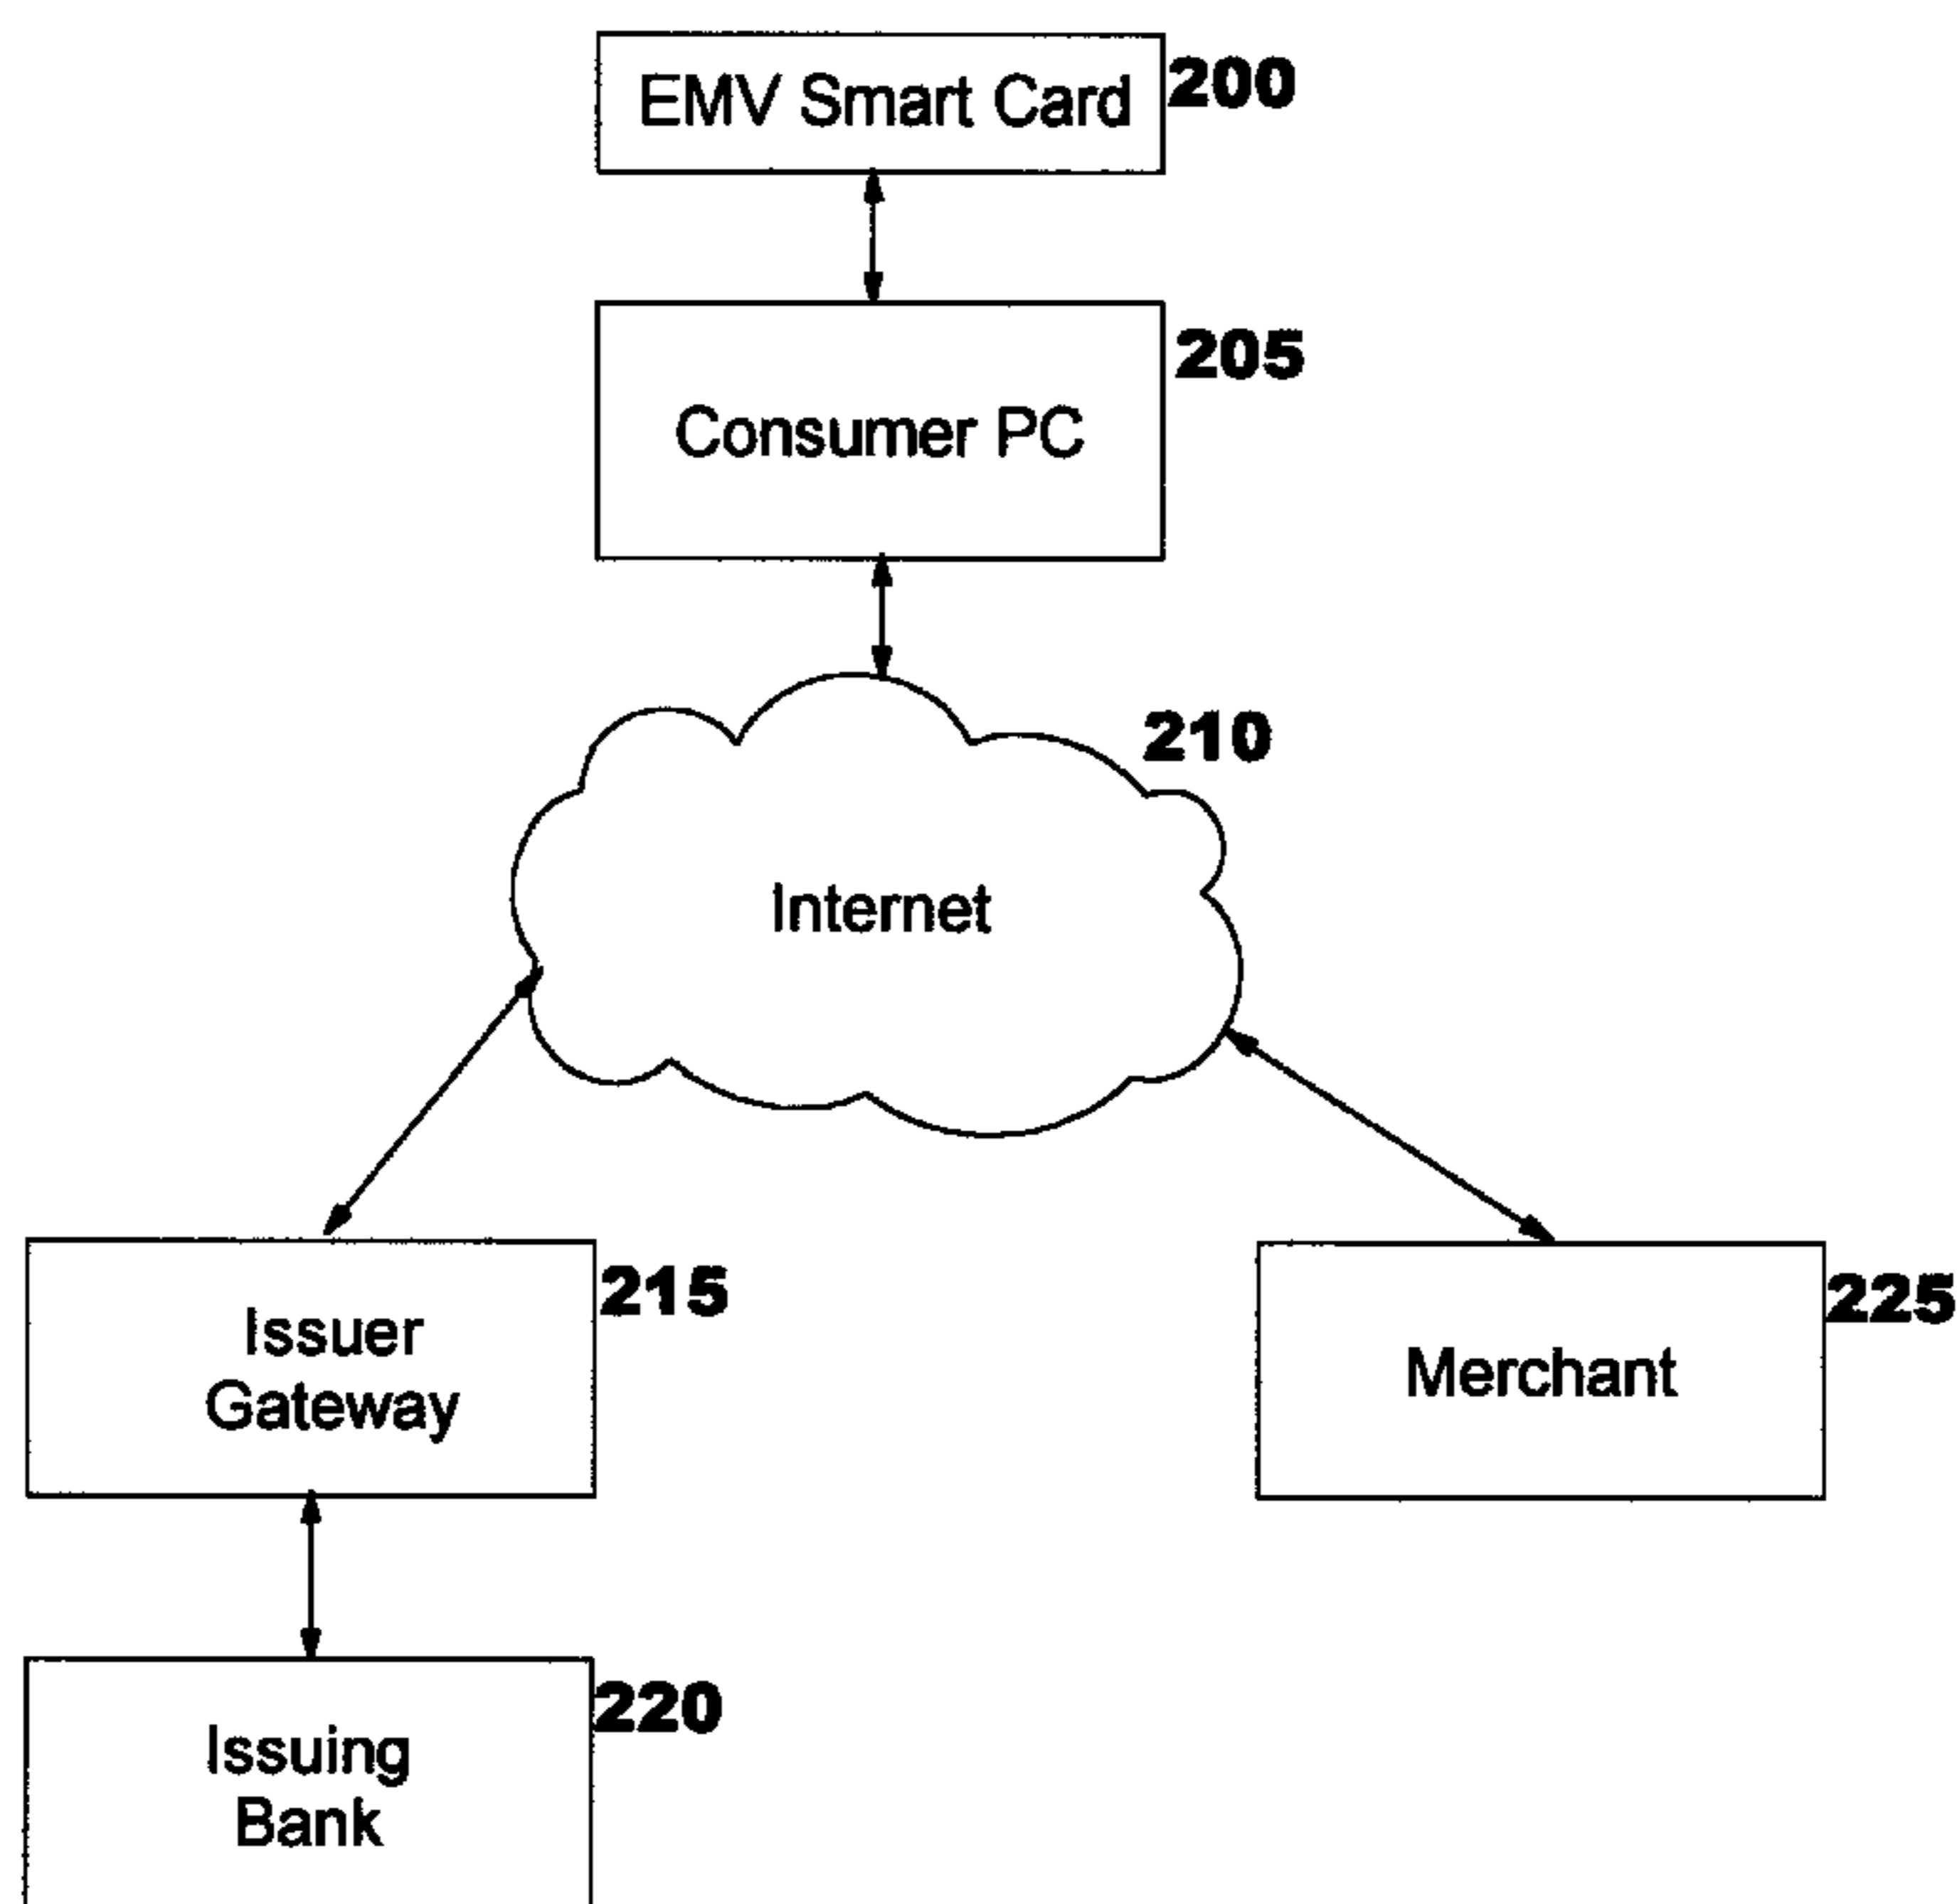 EMV Smart Card 200
205
Consumer PC
210
Internet
215
Issuer
Gateway
225
Merchant
220
Issuing
Bank